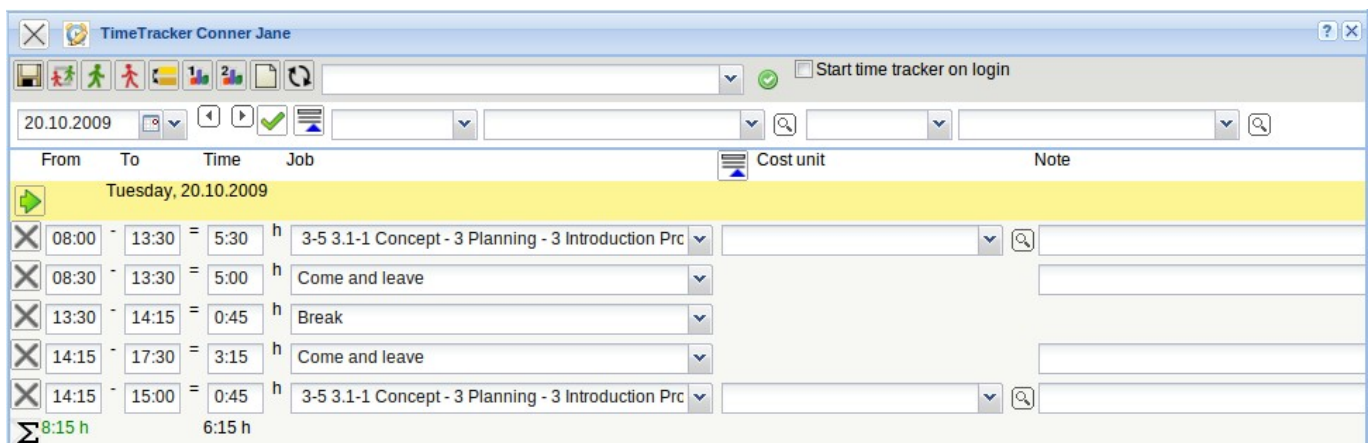 TimeTracker Conner Jane
Start time tracker on login
20.10.2009
From To Time Job Cost unit Note
Tuesday, 20.10.2009
08:00 - 13:30 = 5:30 h 3-5 3.1-1 Concept - 3 Planning - 3 Introduction Prc
08:30 - 13:30 = 5:00 h Come and leave
13:30 - 14:15 = 0:45 h Break
14:15 - 17:30 = 3:15 h Come and leave
14:15 - 15:00 = 0:45 h 3-5 3.1-1 Concept - 3 Planning - 3 Introduction Prc
Σ 8:15 h 6:15 h